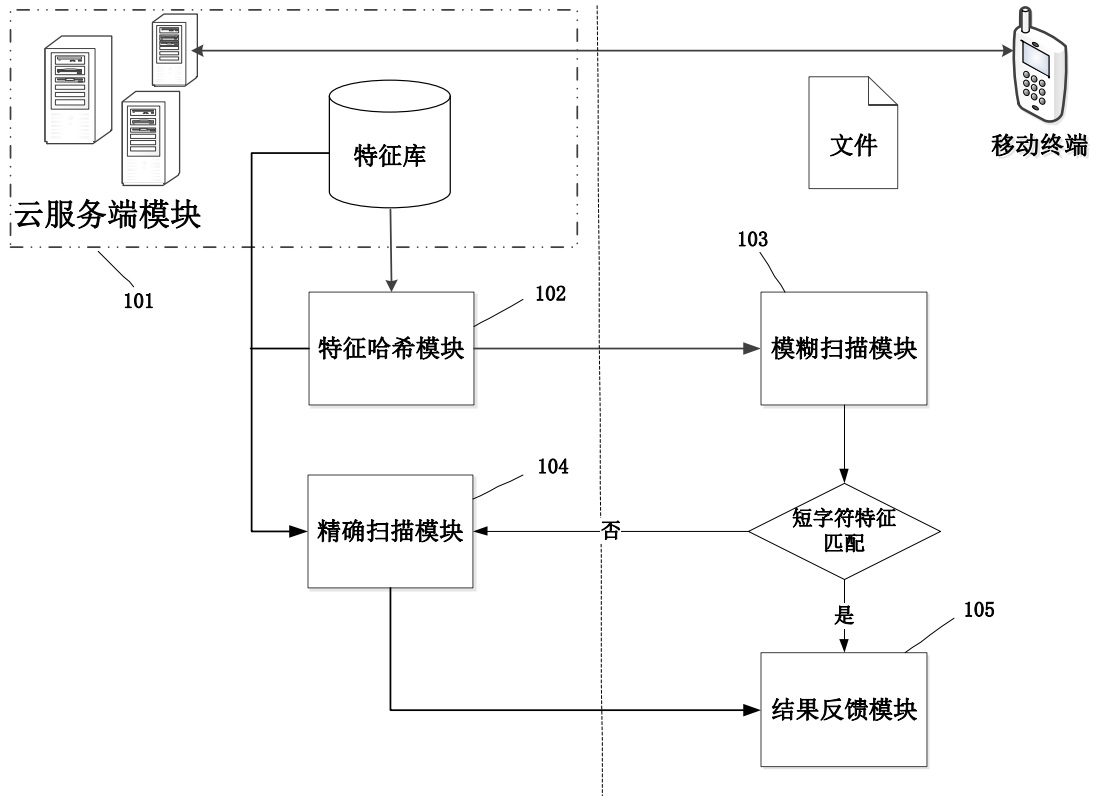 特征库
文件
移动终端
云服务端模块
101
102
103
特征哈希模块
模糊扫描模块
104
精确扫描模块
否
短字符特征
匹配
是
105
结果反馈模块